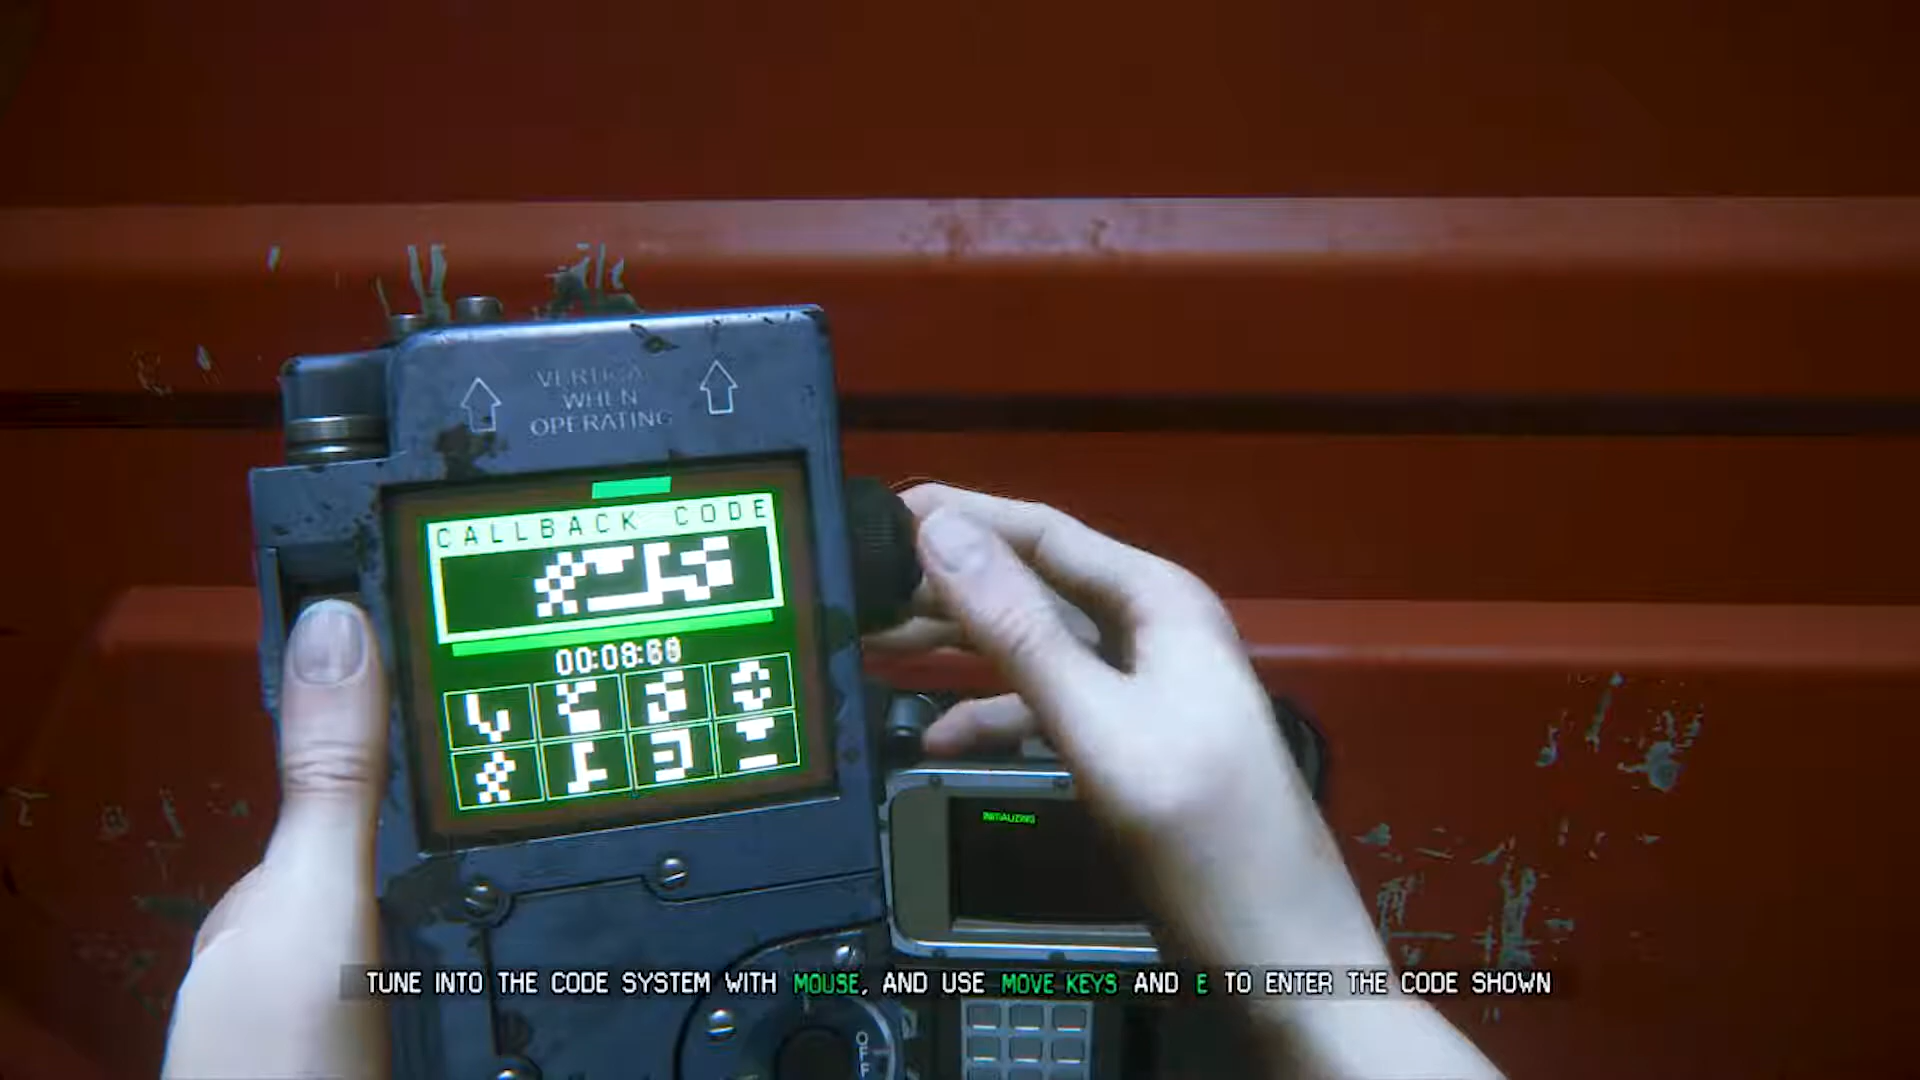 VERTICAL
WHEN
OPERATING
CALLBACK CODE
00:08:68
INITIALIZING
TUNE INTO THE CODE SYSTEM WITH MOUSE, AND USE MOVE KEYS AND E TO ENTER THE CODE SHOWN
OFF